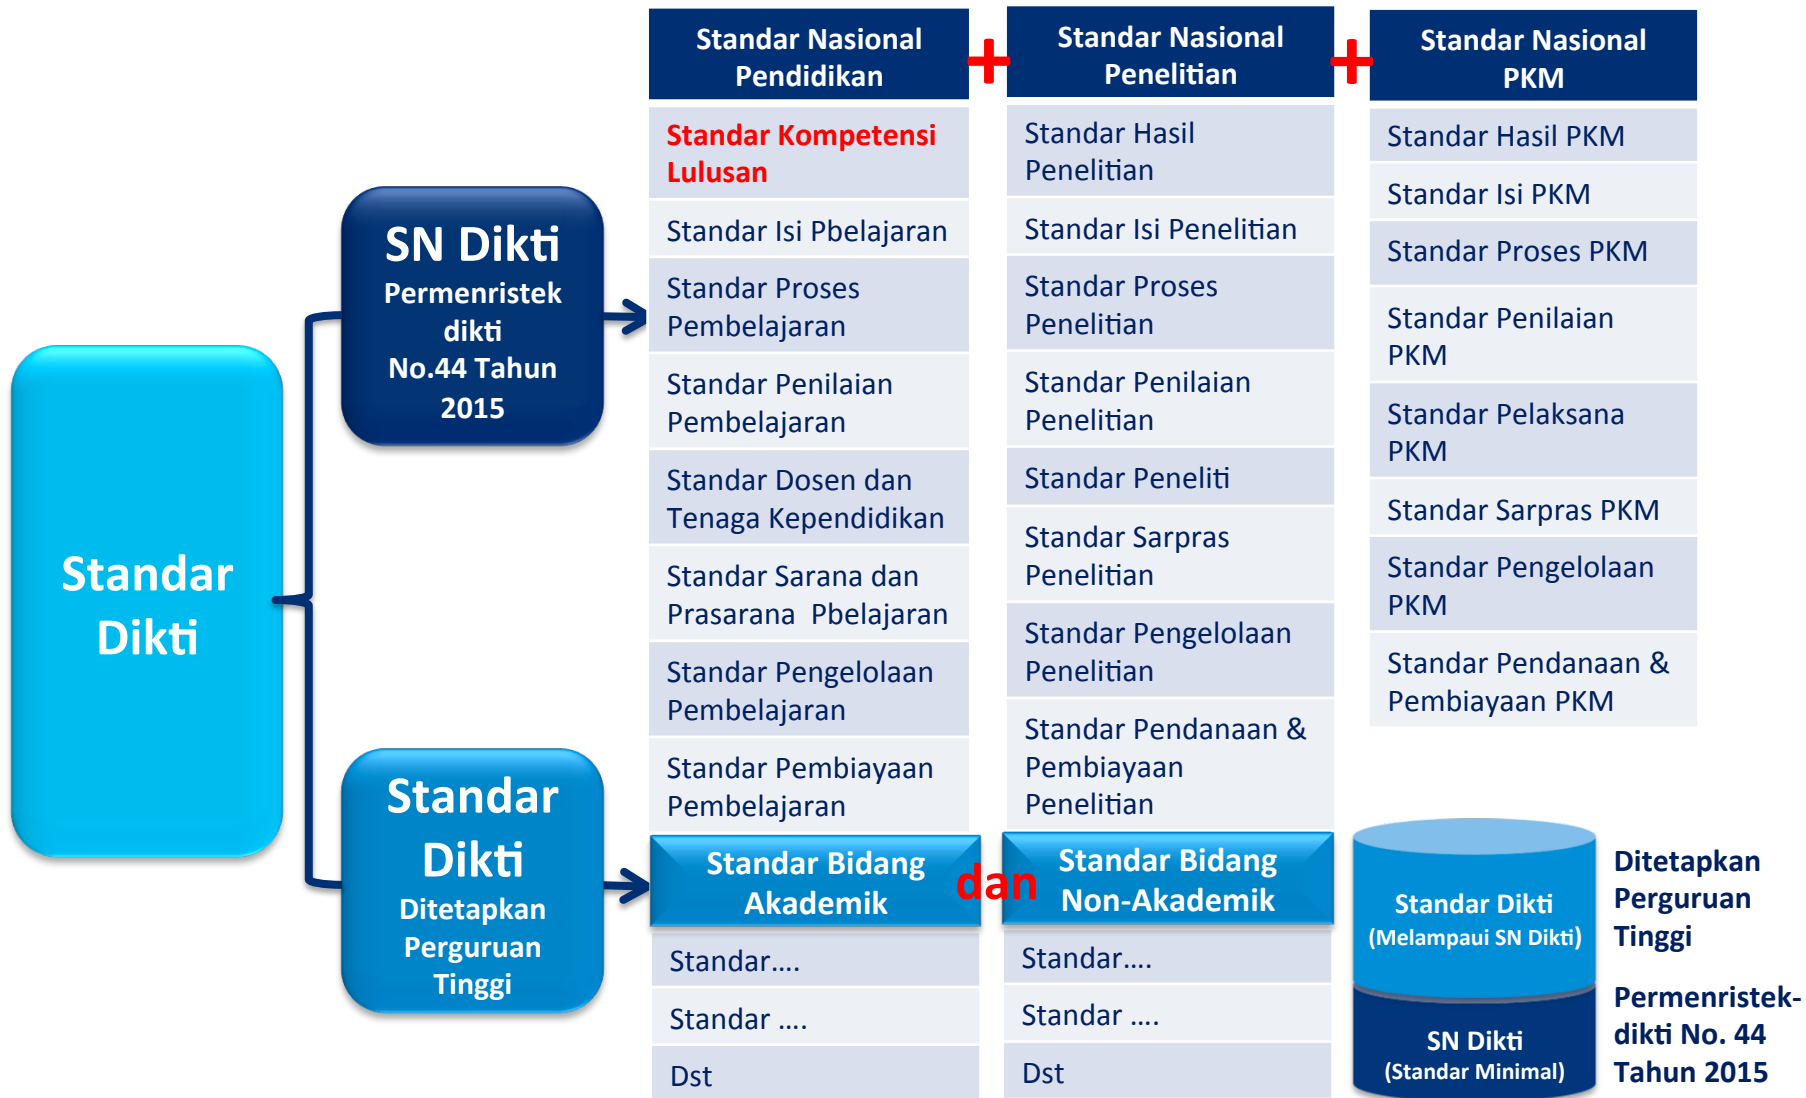 Standar
Dikti
SN Dikti
Permenristek
dikti
No.44 Tahun
2015
Standar
Dikti
Ditetapkan
Perguruan
Tinggi
Standar Nasional
Pendidikan
Standar Kompetensi
Lulusan
Standar Isi Pbelajaran
Standar Proses
Pembelajaran
Standar Penilaian
Pembelajaran
Standar Dosen dan
Tenaga Kependidikan
Standar Sarana dan
Prasarana Pbelajaran
Standar Pengelolaan
Pembelajaran
Standar Pembiayaan
Pembelajaran
+
Standar Nasional
Penelitian
Standar Hasil
Penelitian
Standar Isi Penelitian
Standar Proses
Penelitian
Standar Penilaian
Penelitian
Standar Peneliti
Standar Sarpras
Penelitian
Standar Pengelolaan
Penelitian
Standar Pendanaan &
Pembiayaan
Penelitian
+
Standar Nasional
PKM
Standar Hasil PKM
Standar Isi PKM
Standar Proses PKM
Standar Penilaian
PKM
Standar Pelaksana
PKM
Standar Sarpras PKM
Standar Pengelolaan
PKM
Standar Pendanaan &
Pembiayaan PKM
Standar Bidang
Akademik
Standar....
Standar ....
Dst
dan
Standar Bidang
Non-Akademik
Standar....
Standar ....
Dst
Standar Dikti
(Melampaui SN Dikti)
SN Dikti
(Standar Minimal)
Ditetapkan
Perguruan
Tinggi
Permenristek-
dikti No. 44
Tahun 2015